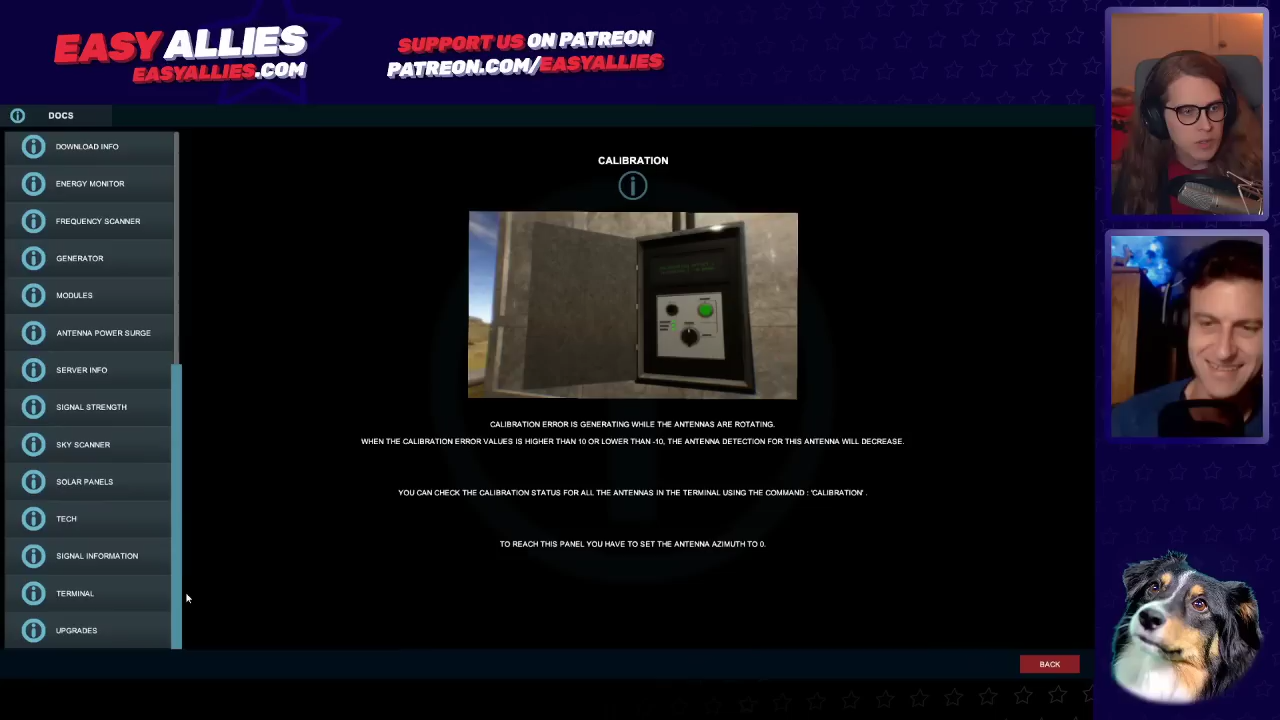 EASY ALLIES
EASYALLIES.COM
SUPPORT US ON PATREON
PATREON.COM/EASYALLIES
DOCS
DOWNLOAD INFO
ENERGY MONITOR
FREQUENCY SCANNER
GENERATOR
MODULES
ANTENNA POWER SURGE
SERVER INFO
SIGNAL STRENGTH
SKY SCANNER
SOLAR PANELS
TECH
SIGNAL INFORMATION
TERMINAL
UPGRADES
CALIBRATION
CALIBRATION ERROR IS GENERATING WHILE THE ANTENNAS ARE ROTATING.
WHEN THE CALIBRATION ERROR VALUES IS HIGHER THAN 10 OR LOWER THAN -10, THE ANTENNA DETECTION FOR THIS ANTENNA WILL DECREASE.
YOU CAN CHECK THE CALIBRATION STATUS FOR ALL THE ANTENNAS IN THE TERMINAL USING THE COMMAND : 'CALIBRATION' .
TO REACH THIS PANEL YOU HAVE TO SET THE ANTENNA AZIMUTH TO 0.
BACK